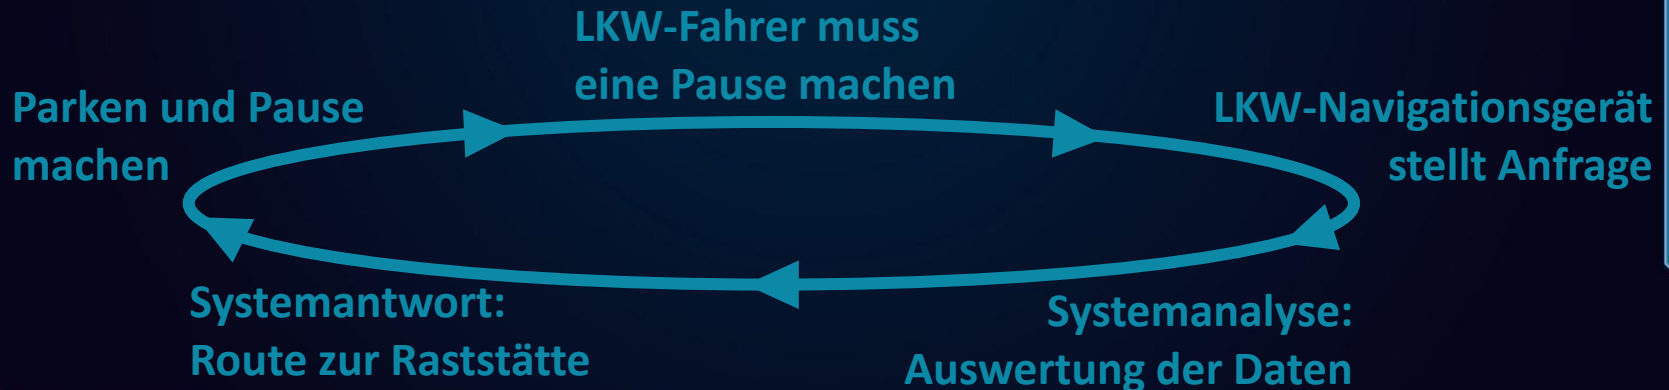 LKW-Fahrer muss
eine Pause machen
LKW-Navigationsgerät
stellt Anfrage
Systemanalyse:
Auswertung der Daten
Systemantwort:
Route zur Raststätte
Parken und Pause
machen